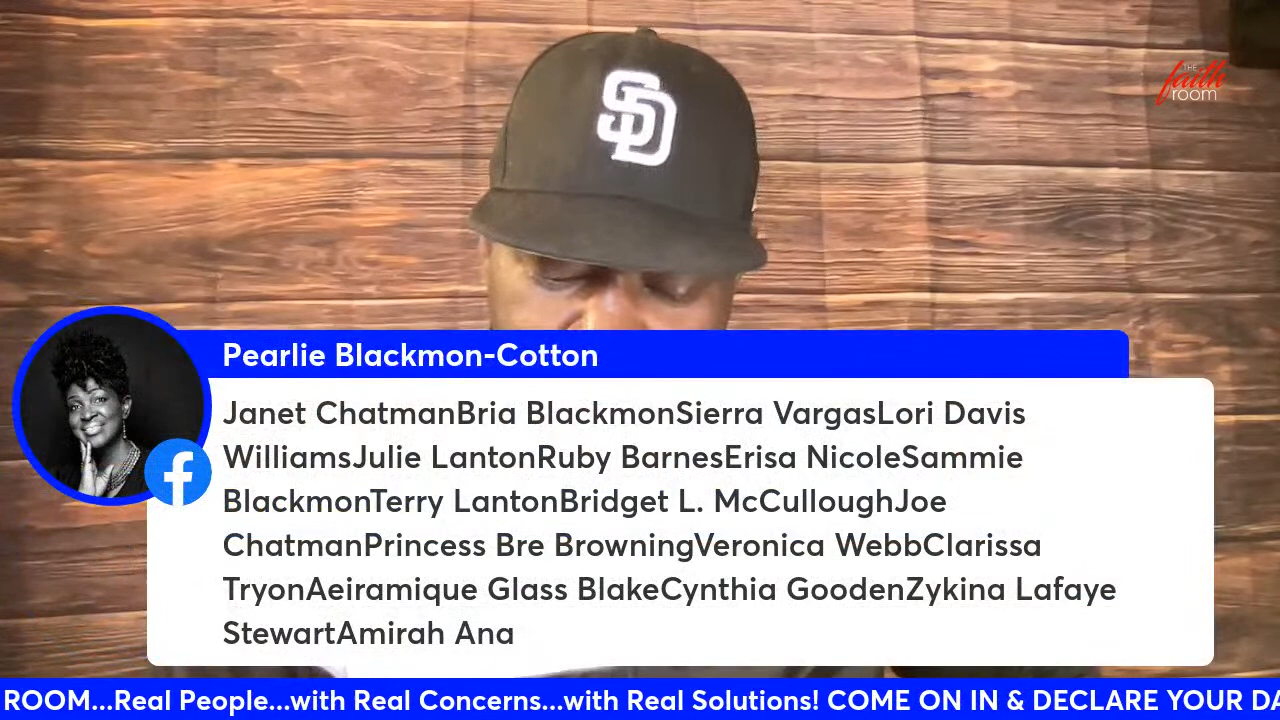 SD
THE
faith
room
Pearlie Blackmon-Cotton
Janet ChatmanBria BlackmonSierra VargasLori Davis
WilliamsJulie LantonRuby BarnesErisa NicoleSammie
BlackmonTerry LantonBridget L. McCulloughJoe
ChatmanPrincess Bre BrowningVeronica WebbClarissa
TryonAeiramique Glass BlakeCynthia GoodenZykina Lafaye
StewartAmirah Ana
ROOM...Real People...with Real Concerns...with Real Solutions! COME ON IN & DECLARE YOUR DA